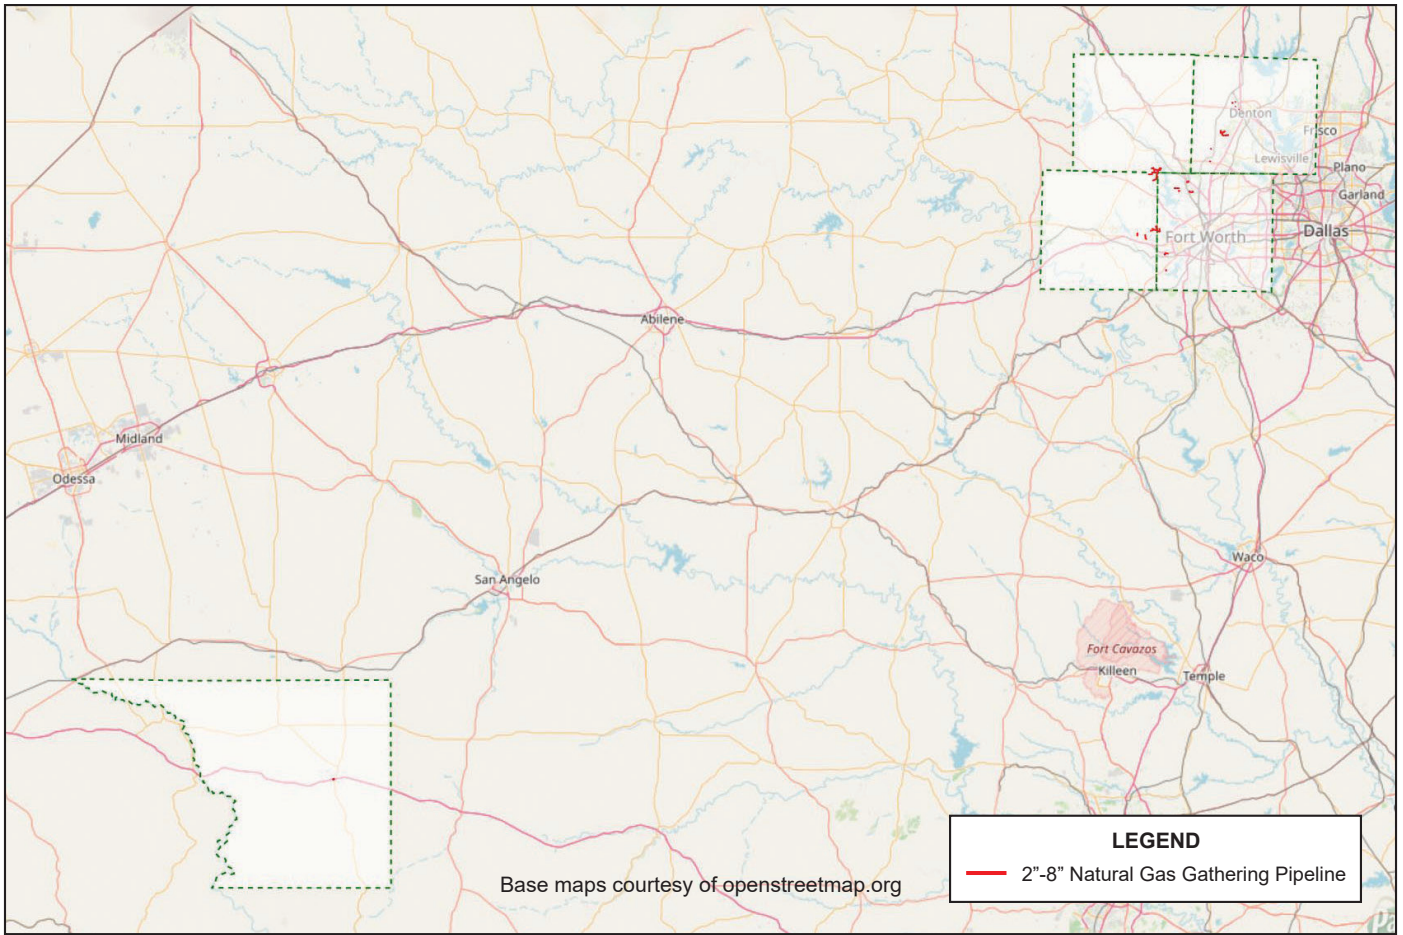 Denton
Frisco
Lewisville
Plano
Garland
Fort Worth
Dallas
Abilene
Midland
Odessa
San Angelo
Waco
Fort Cavazos
Killeen
Temple
LEGEND
2”-8” Natural Gas Gathering Pipeline
Base maps courtesy of openstreetmap.org